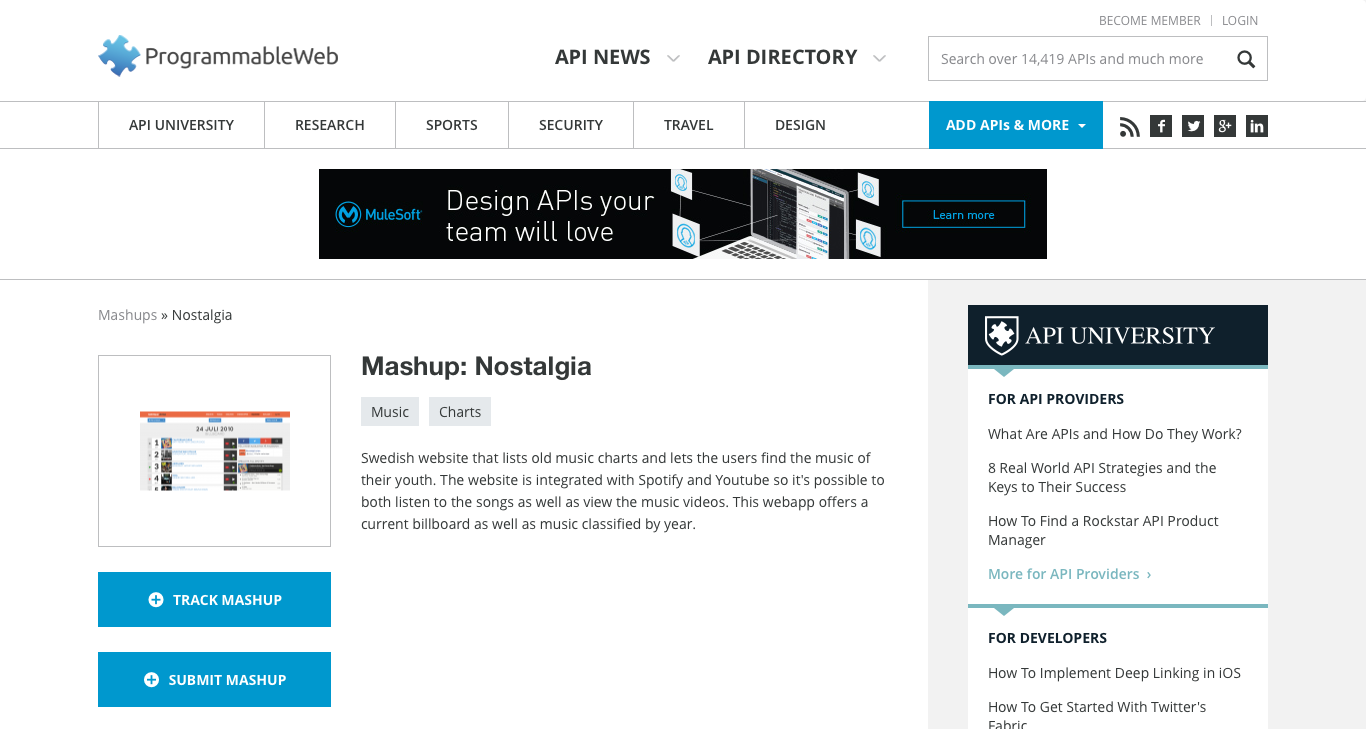 BECOME MEMBER
LOGIN
ProgrammableWeb
API NEWS
API DIRECTORY
Search over 14,419 APIs and much more
API UNIVERSITY
RESEARCH
SPORTS
SECURITY
TRAVEL
DESIGN
ADD APIs & MORE
MuleSoft
Design APIs your
team will love
Learn more
Mashups » Nostalgia
24 JULI 2010
1
2
3
4
Mashup: Nostalgia
Music
Charts
Swedish website that lists old music charts and lets the users find the music of
their youth. The website is integrated with Spotify and Youtube so it's possible to
both listen to the songs as well as view the music videos. This webapp offers a
current billboard as well as music classified by year.
TRACK MASHUP
SUBMIT MASHUP
API UNIVERSITY
FOR API PROVIDERS
What Are APIs and How Do They Work?
8 Real World API Strategies and the
Keys to Their Success
How To Find a Rockstar API Product
Manager
More for API Providers ›
FOR DEVELOPERS
How To Implement Deep Linking in iOS
How To Get Started With Twitter's
Fabric